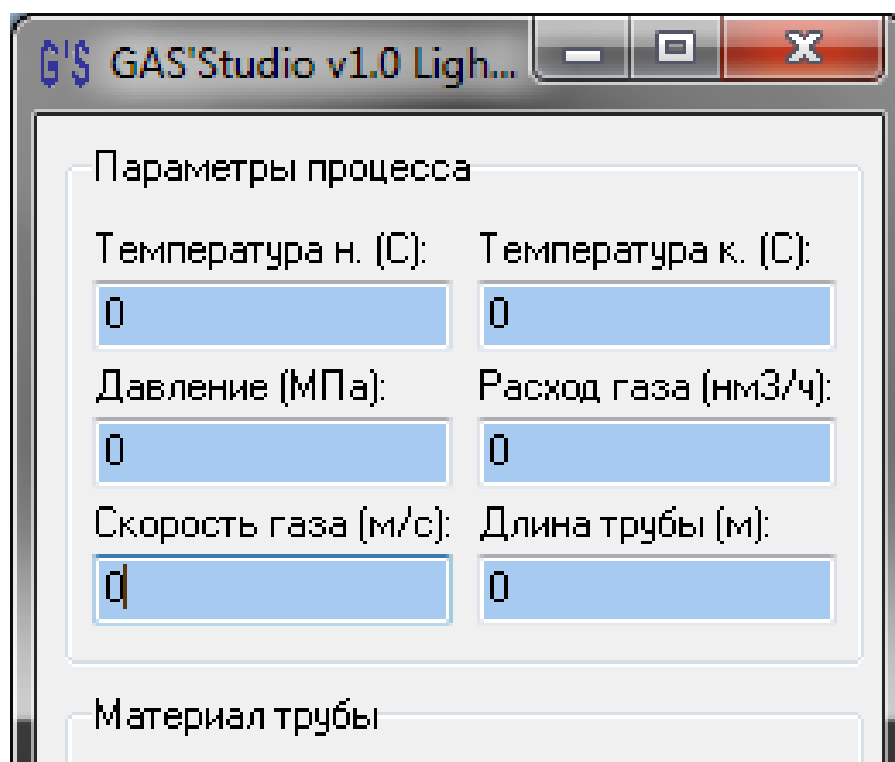 G'S GAS'Studio v1.0 Ligh...
Параметры процесса
Температура н. (С): Температура к. (С):
0 0
Давление (МПа): Расход газа (нм3/ч):
0 0
Скорость газа (м/с): Длина трубы (м):
0 0
Материал трубы